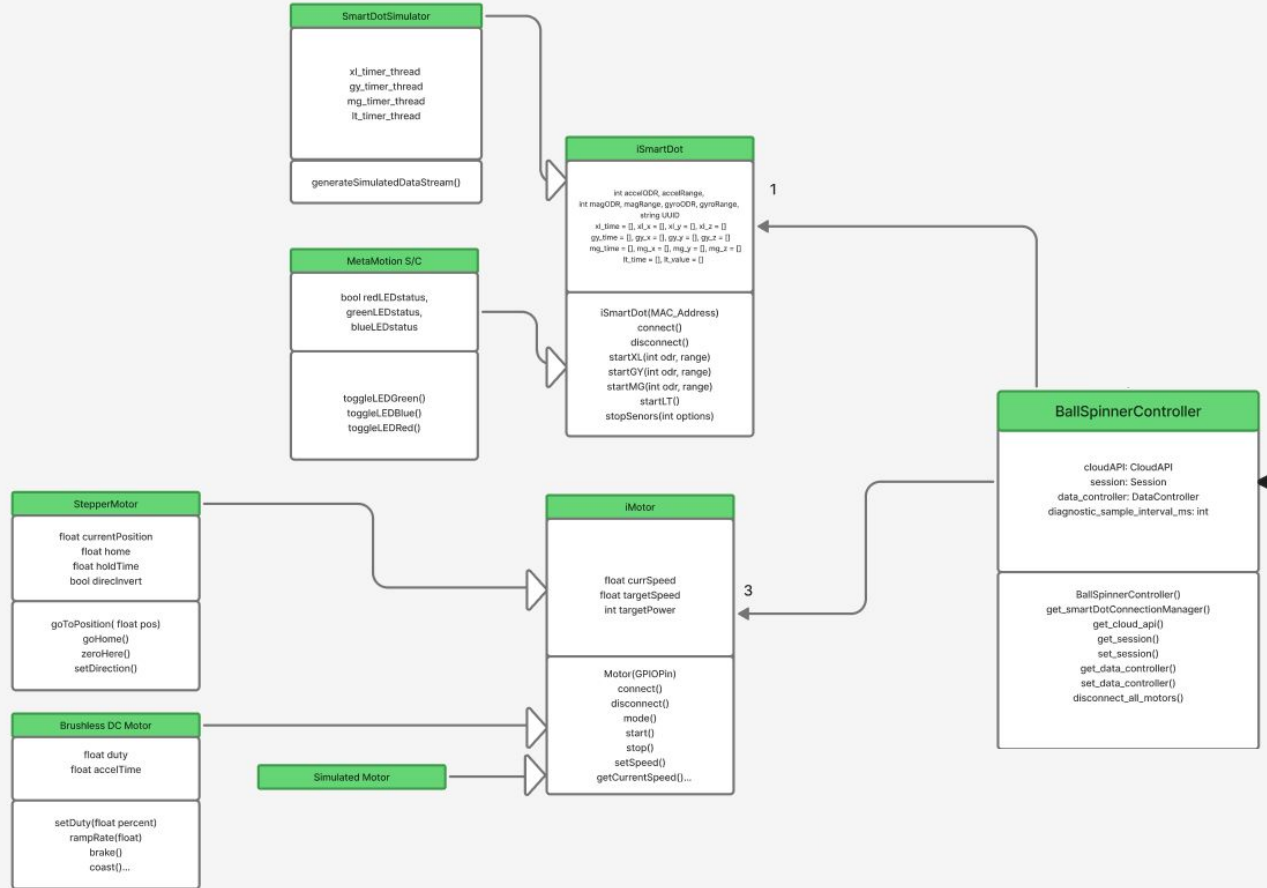 SmartDotSimulator
xl_timer_thread
gy_timer_thread
mg_timer_thread
lt_timer_thread
generateSimulatedDataStream()
iSmartDot
int accelODR, accelRange,
int magODR, magRange, gyroODR, gyroRange,
string UUID
xl_time = [], xl_x = [], xl_y = [], xl_z = []
gy_time = [], gy_x = [], gy_y = [], gy_z = []
mg_time = [], mg_x = [], mg_y = [], mg_z = []
lt_time = [], lt_value = []
iSmartDot(MAC_Address)
connect()
disconnect()
startXL(int odr, range)
startGY(int odr, range)
startMG(int odr, range)
startLT()
stopSenors(int options)
1
MetaMotion S/C
bool redLEDstatus,
greenLEDstatus,
blueLEDstatus
toggleLEDGreen()
toggleLEDBlue()
toggleLEDRed()
BallSpinnerController
cloudAPI: CloudAPI
session: Session
data_controller: DataController
diagnostic_sample_interval_ms: int
BallSpinnerController()
get_smartDotConnectionManager()
get_cloud_api()
get_session()
set_session()
get_data_controller()
set_data_controller()
disconnect_all_motors()
StepperMotor
float currentPosition
float home
float holdTime
bool direcInvert
goToPosition( float pos)
goHome()
zeroHere()
setDirection()
iMotor
float currSpeed
float targetSpeed
int targetPower
Motor(GPIOPin)
connect()
disconnect()
mode()
start()
stop()
setSpeed()
getCurrentSpeed()...
3
Brushless DC Motor
float duty
float accelTime
setDuty(float percent)
rampRate(float)
brake()
coast()...
Simulated Motor